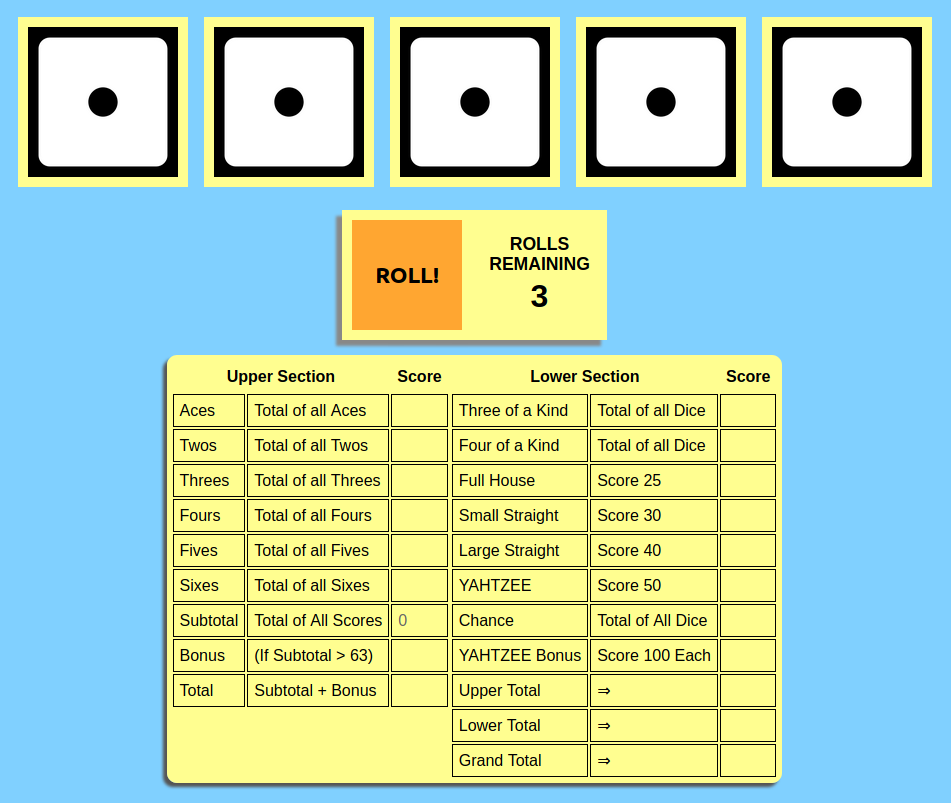 ROLL!
ROLLS
REMAINING
3
Upper Section Score Lower Section Score
Aces Total of all Aces Three of a Kind Total of all Dice
Twos Total of all Twos Four of a Kind Total of all Dice
Threes Total of all Threes Full House Score 25
Fours Total of all Fours Small Straight Score 30
Fives Total of all Fives Large Straight Score 40
Sixes Total of all Sixes YAHTZEE Score 50
Subtotal Total of All Scores 0 Chance Total of All Dice
Bonus (If Subtotal > 63) YAHTZEE Bonus Score 100 Each
Total Subtotal + Bonus Upper Total ⇒
Lower Total ⇒
Grand Total ⇒